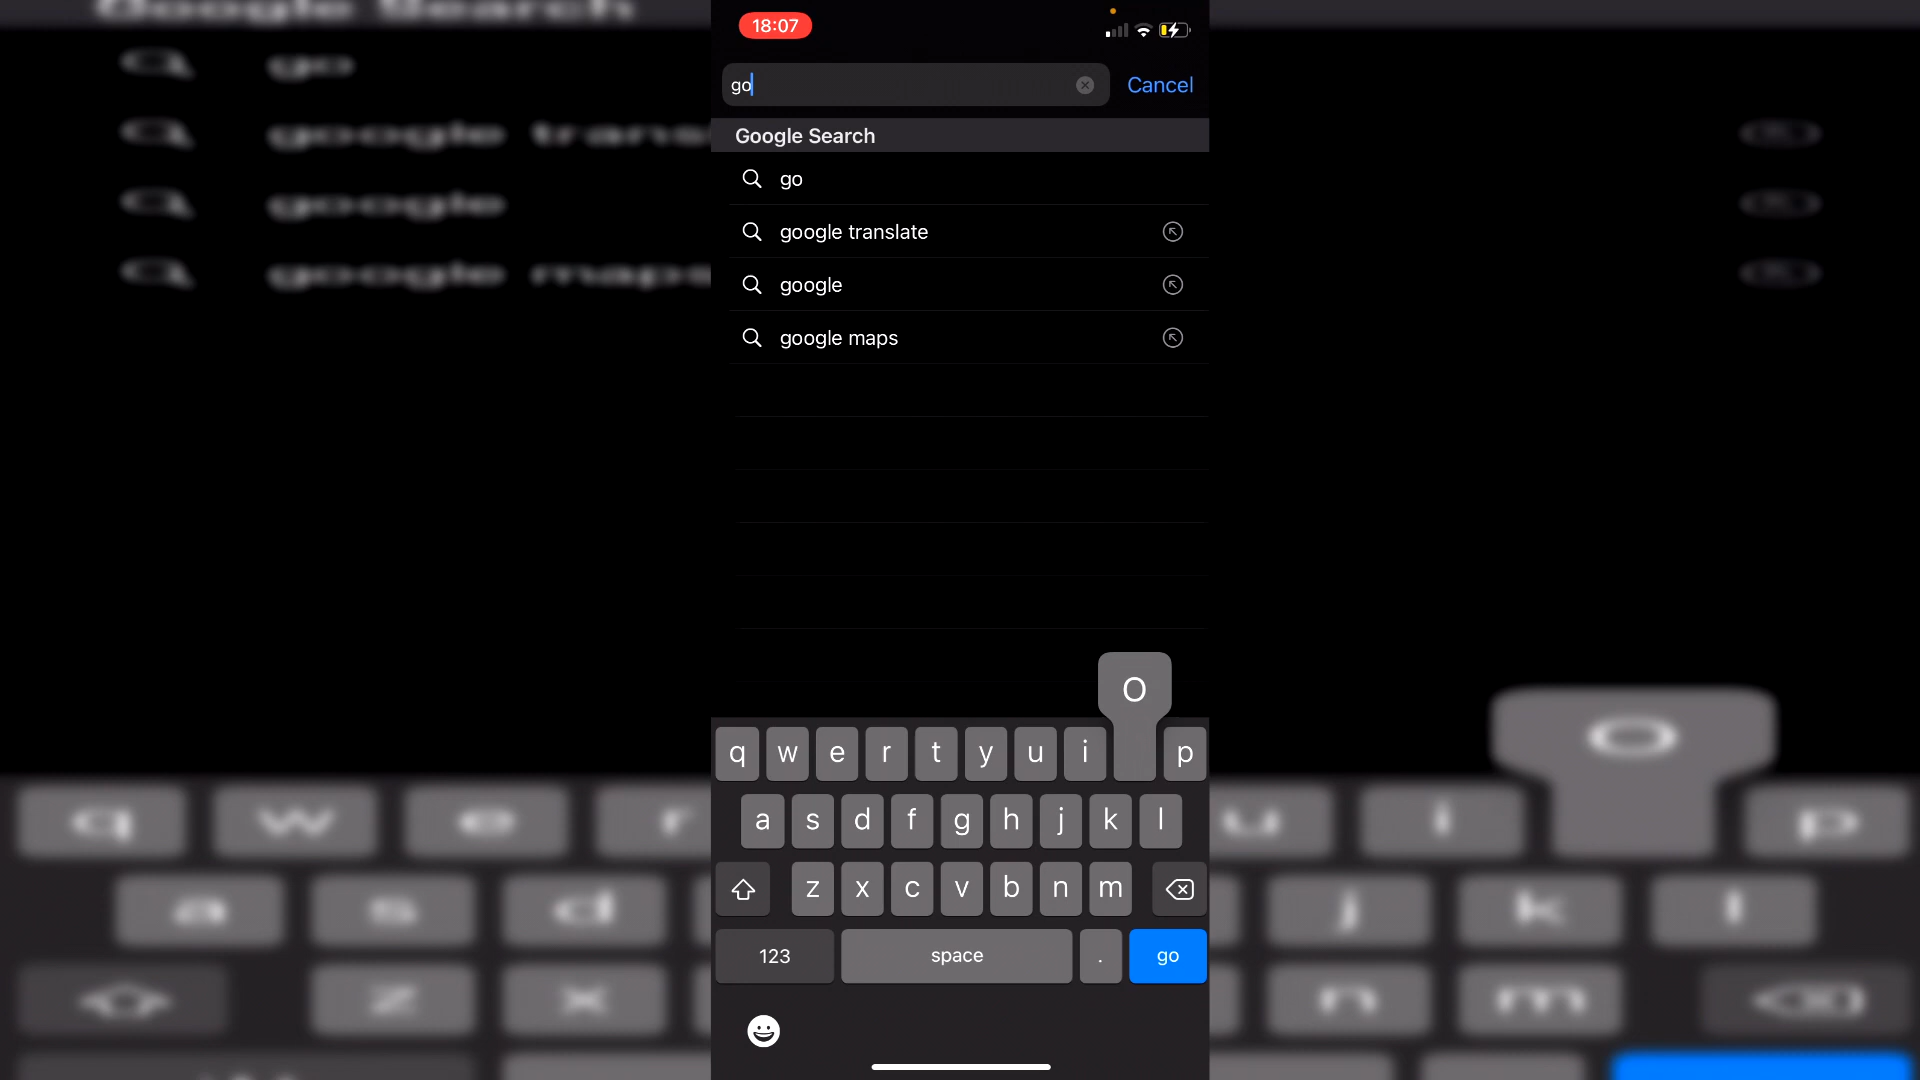 18:07
go
Cancel
Google Search
go
google translate
google
google maps
O
q w e r t y u i p
a s d f g h j k l
z x c v b n m
123 space . go